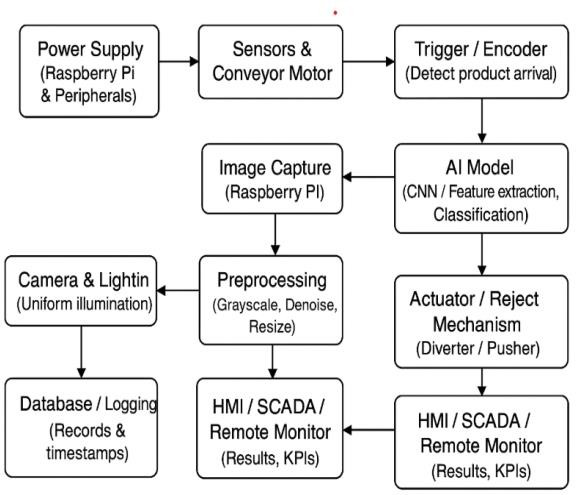 Power Supply
(Raspberry Pi
& Peripherals)
Sensors &
Conveyor Motor
Trigger / Encoder
(Detect product arrival)
Image Capture
(Raspberry PI)
AI Model
(CNN / Feature extraction,
Classification)
Camera & Lightin
(Uniform illumination)
Preprocessing
(Grayscale, Denoise,
Resize)
Actuator / Reject
Mechanism
(Diverter / Pusher)
Database / Logging
(Records &
timestamps)
HMI / SCADA /
Remote Monitor
(Results, KPIs)
HMI / SCADA /
Remote Monitor
(Results, KPIs)